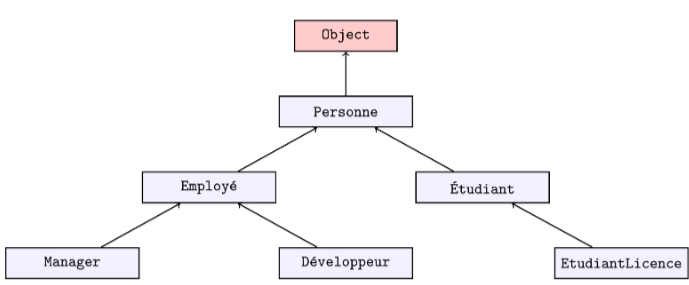 Object
Personne
Employé
Étudiant
Manager
Développeur
EtudiantLicence